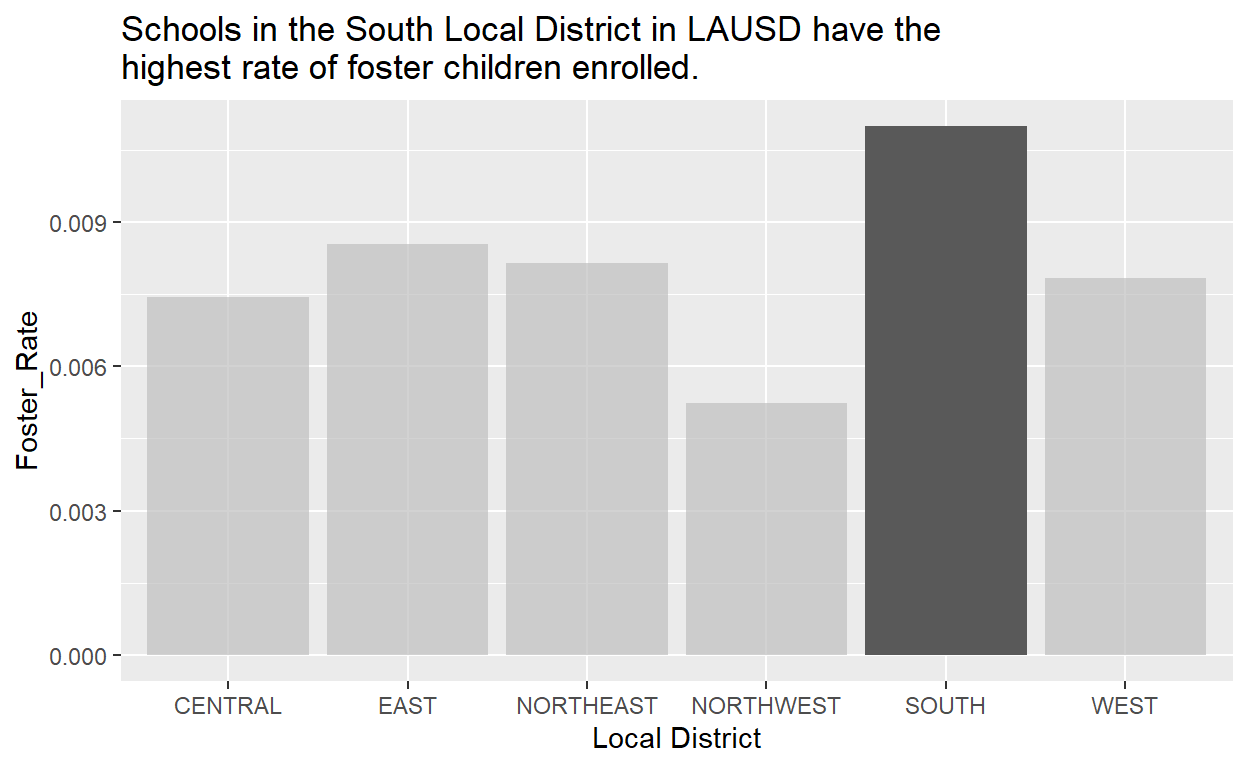 Schools in the South Local District in LAUSD have the
highest rate of foster children enrolled.
Foster_Rate
0.009
0.006
0.003
0.000
CENTRAL EAST NORTHEAST NORTHWEST SOUTH WEST
Local District